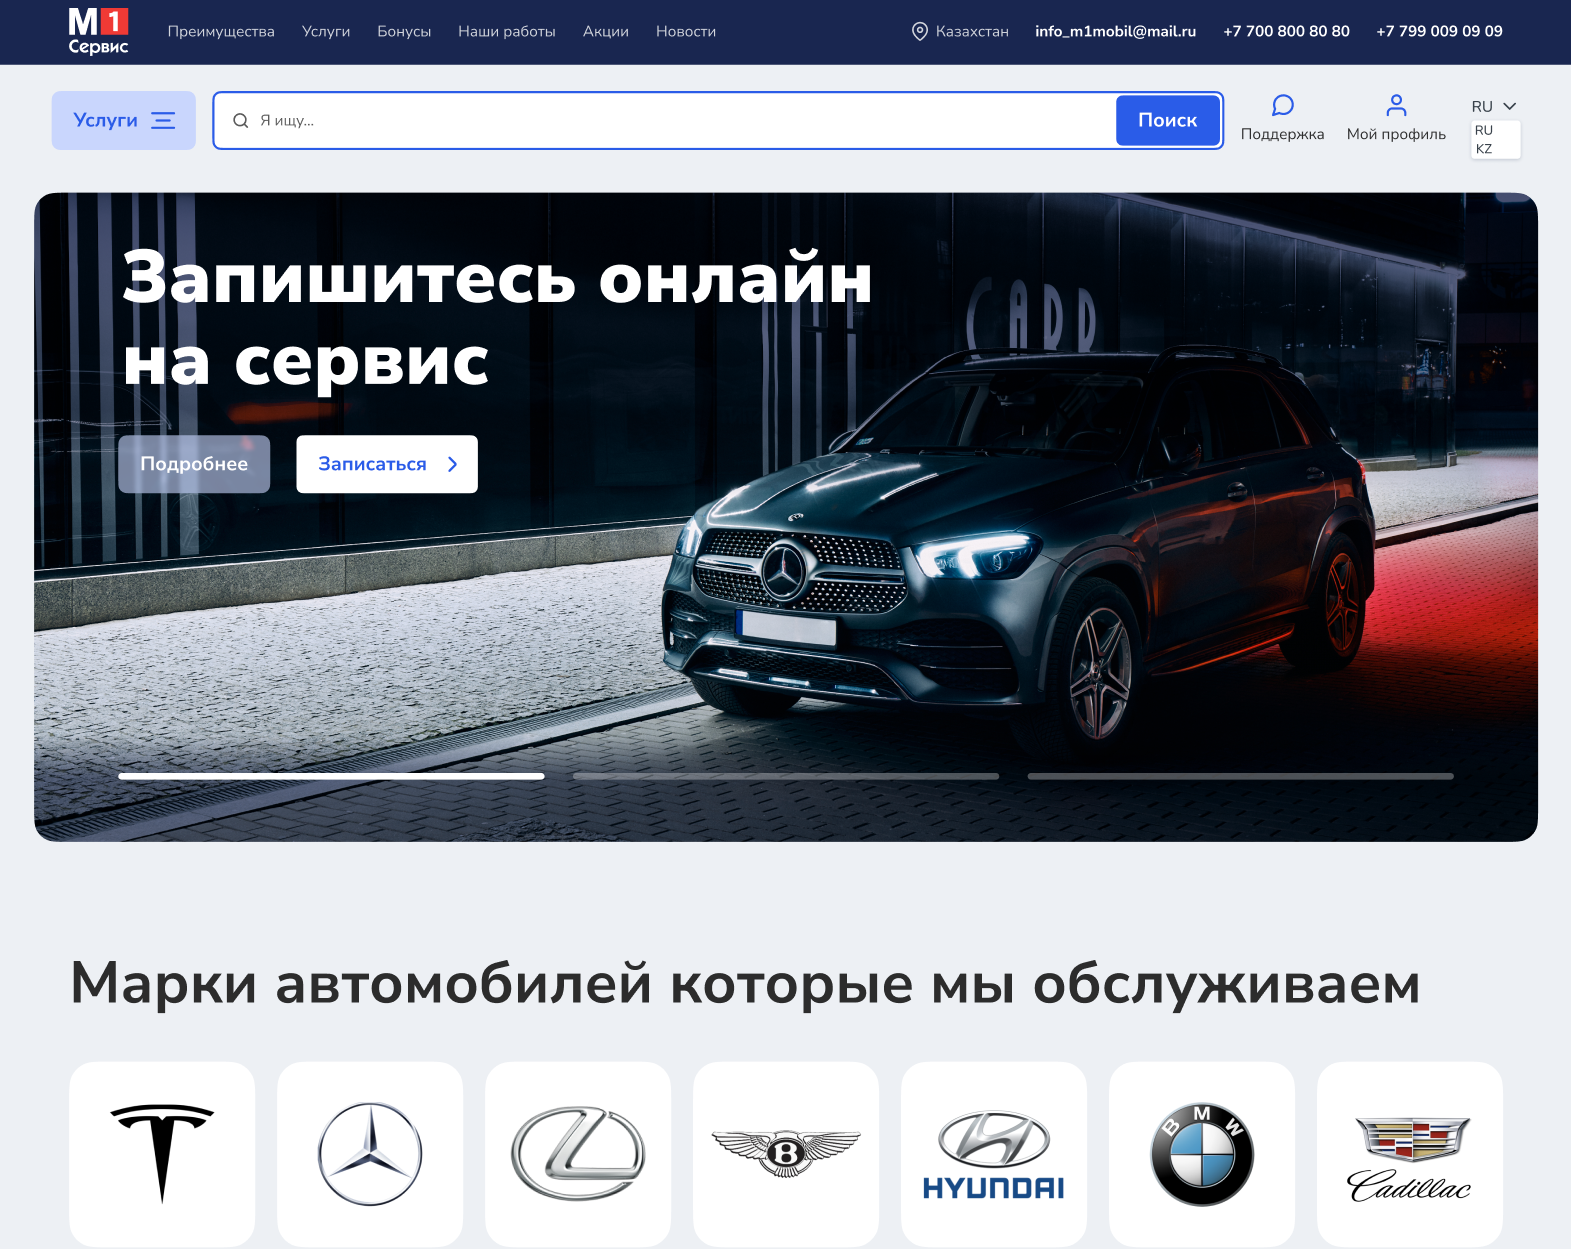 M1
Сервис
Преимущества Услуги Бонусы Наши работы Акции Новости Казахстан info_m1mobil@mail.ru +7 700 800 80 80 +7 799 009 09 09
Услуги Я ищу... Поиск Поддержка Мой профиль RU
RU
KZ
Запишитесь онлайн
на сервис
CADD
Подробнее Записаться
Марки автомобилей которые мы обслуживаем
B HYUNDAI BMW Cadillac